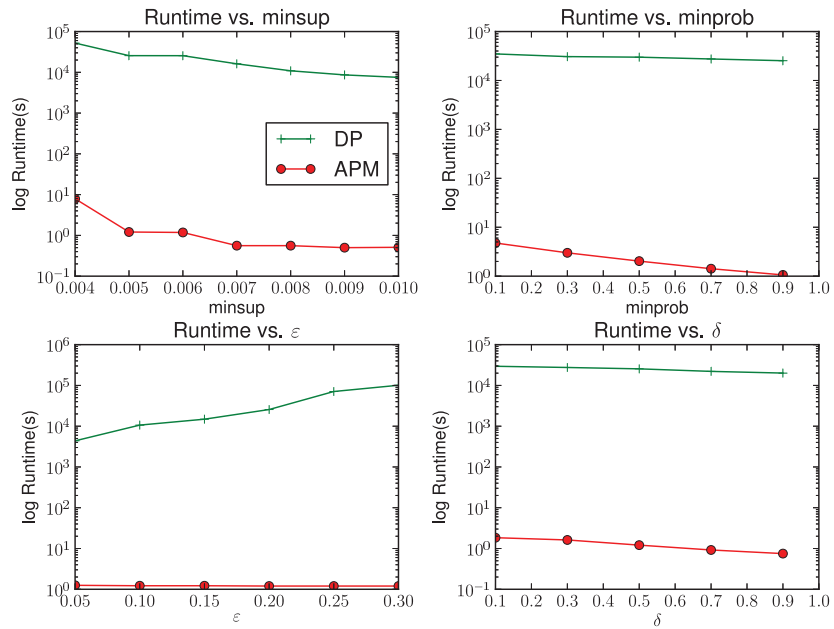 Runtime vs. minsup
10^5
10^4
10^3
10^2
10^1
10^0
10^-1
log Runtime(s)
DP
APM
0.004 0.005 0.006 0.007 0.008 0.009 0.010
minsup
Runtime vs. minprob
10^5
10^4
10^3
10^2
10^1
10^0
log Runtime(s)
0.1 0.3 0.5 0.7 0.9 1.0
0.2 0.4 0.6 0.8
minprob
Runtime vs. ε
10^6
10^5
10^4
10^3
10^2
10^1
10^0
log Runtime(s)
0.05 0.10 0.15 0.20 0.25 0.30
ε
Runtime vs. δ
10^5
10^4
10^3
10^2
10^1
10^0
10^-1
log Runtime(s)
0.1 0.2 0.3 0.4 0.5 0.6 0.7 0.8 0.9 1.0
δ